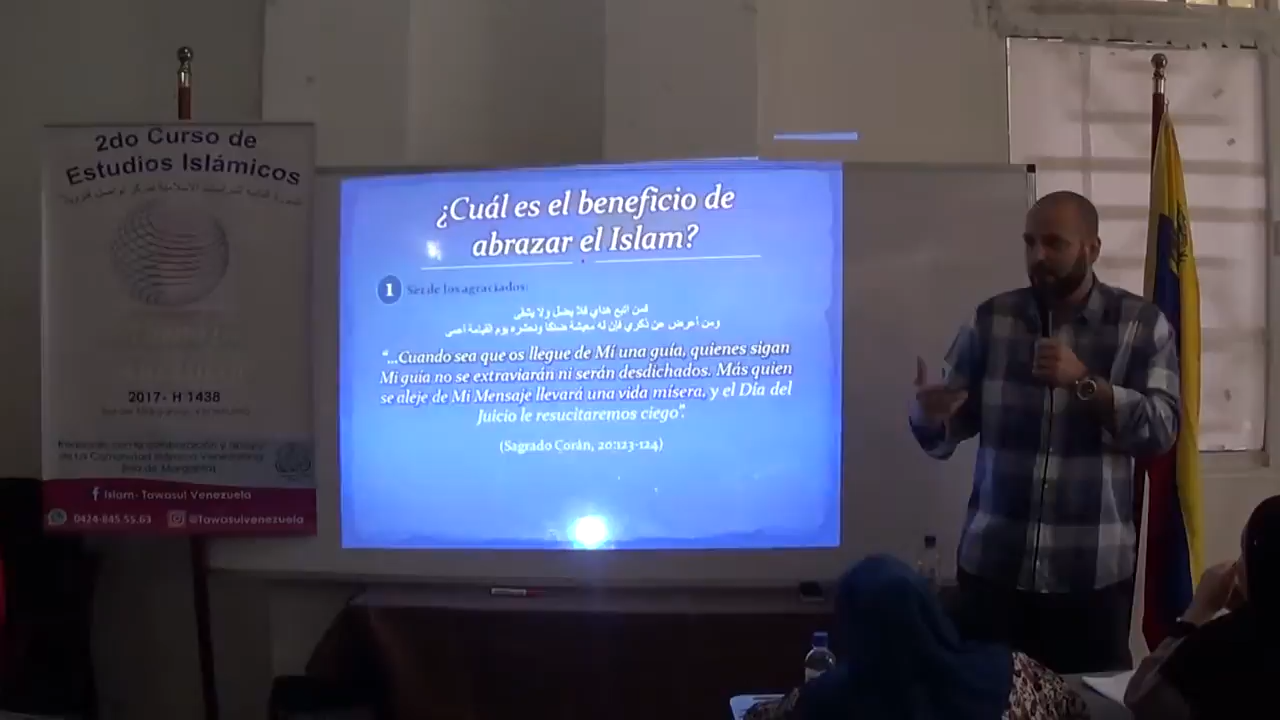 2do Curso de
Estudios Islámicos
2017- H 1438
Islam- Tawasul Venezuela
0424-845 55.63 @Tawasulvenezuela
¿Cuál es el beneficio de
abrazar el Islam?
1 Ser de los agraciados:
فمن اتبع هداي فلا يضل ولا يشقى
ومن أعرض عن ذكري فإن له معيشة ضنكا ونحشره يوم القيامة أعمى
“...Cuando sea que os llegue de Mí una guía, quienes sigan
Mi guía no se extraviarán ni serán desdichados. Más quien
se aleje de Mi Mensaje llevará una vida mísera, y el Día del
Juicio le resucitaremos ciego”.
(Sagrado Corán, 20:123-124)